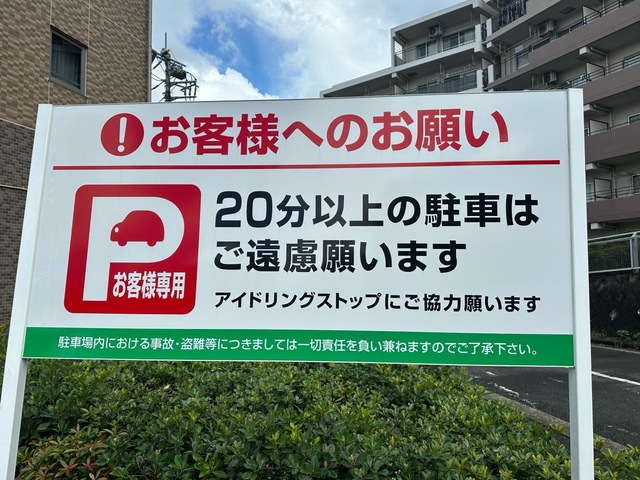 お客様へのお願い
P
お客様専用
20分以上の駐車は
ご遠慮願います
アイドリングストップにご協力願います
駐車場内における事故・盗難等につきましては一切責任を負い兼ねますのでご了承下さい。